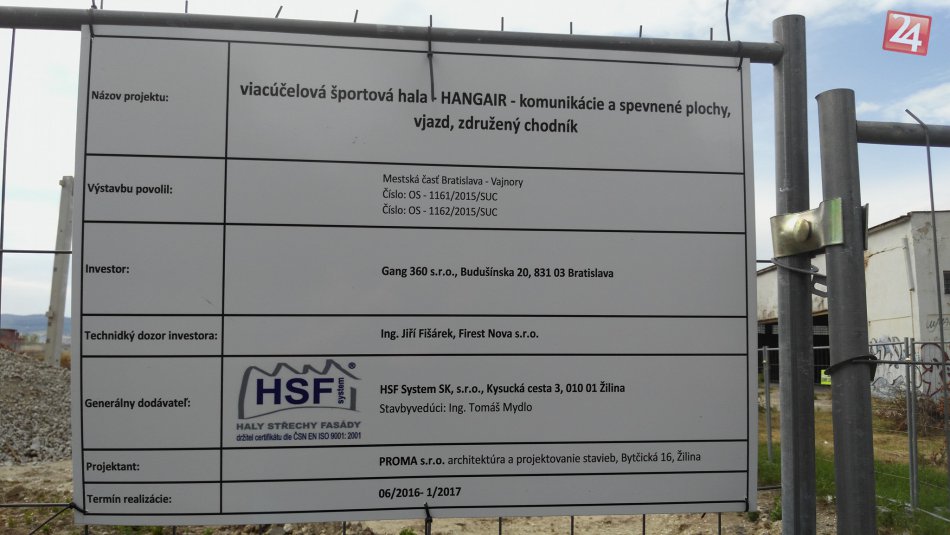 24
Názov projektu:
viacúčelová športová hala - HANGAIR - komunikácie a spevnené plochy,
vjazd, združený chodník
Výstavbu povolil:
Mestská časť Bratislava - Vajnory
Číslo: OS - 1161/2015/SUC
Číslo: OS - 1162/2015/SUC
Investor:
Gang 360 s.r.o., Budušínska 20, 831 03 Bratislava
Technidký dozor investora:
Ing. Jiří Fišárek, Firest Nova s.r.o.
Generálny dodávateľ:
HSF system ®
HALY STŘECHY FASÁDY
držitel certifikátu dle ČSN EN ISO 9001: 2001
HSF System SK, s.r.o., Kysucká cesta 3, 010 01 Žilina
Stavbyvedúci: Ing. Tomáš Mydlo
Projektant:
PROMA s.r.o. architektúra a projektovanie stavieb, Bytčická 16, Žilina
Termín realizácie:
06/2016- 1/2017